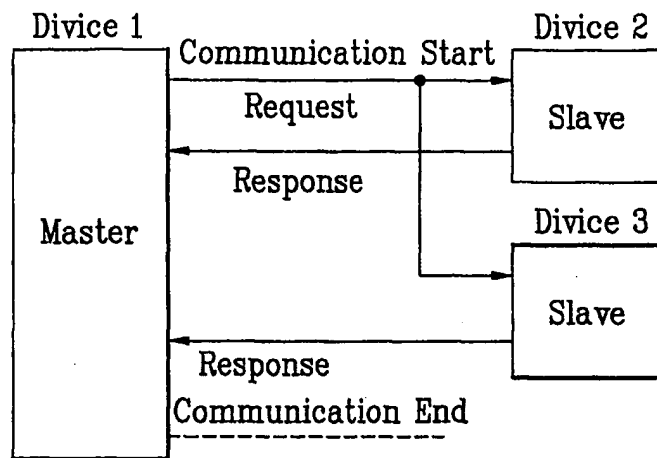 Divice 1
Communication Start
Divice 2
Request
Slave
Response
Master
Divice 3
Slave
Response
Communication End